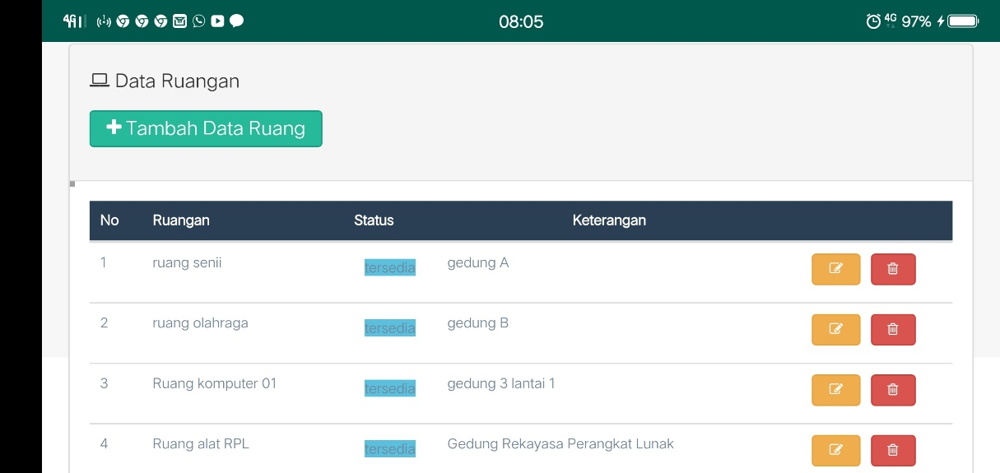 4G 08:05 4G 97%
Data Ruangan
+ Tambah Data Ruang
No Ruangan Status Keterangan
1 ruang senii tersedia gedung A
2 ruang olahraga tersedia gedung B
3 Ruang komputer 01 tersedia gedung 3 lantai 1
4 Ruang alat RPL tersedia Gedung Rekayasa Perangkat Lunak